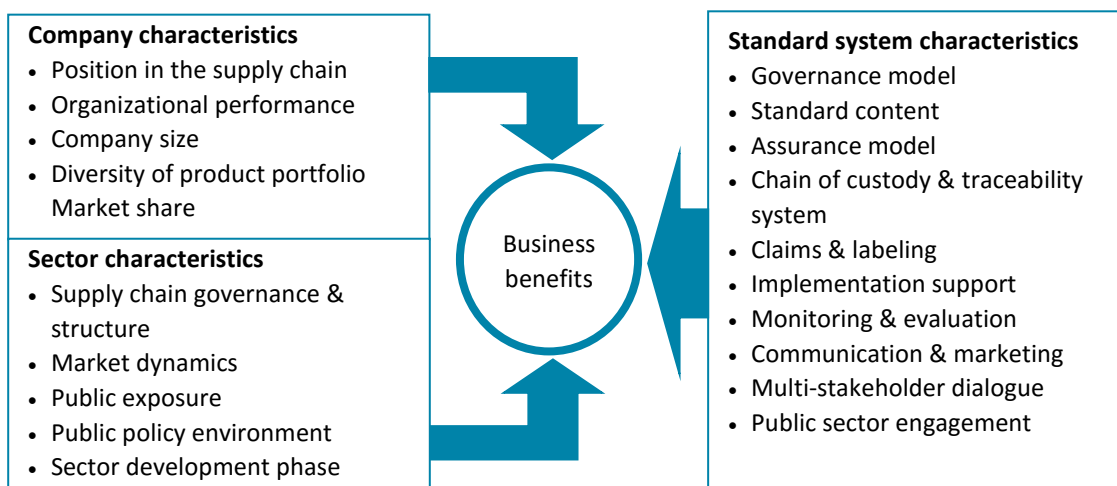 Company characteristics
• Position in the supply chain
• Organizational performance
• Company size
• Diversity of product portfolio
Market share
Sector characteristics
• Supply chain governance &
structure
• Market dynamics
• Public exposure
• Public policy environment
• Sector development phase
Business
benefits
Standard system characteristics
• Governance model
• Standard content
• Assurance model
• Chain of custody & traceability
system
• Claims & labeling
• Implementation support
• Monitoring & evaluation
• Communication & marketing
• Multi-stakeholder dialogue
• Public sector engagement